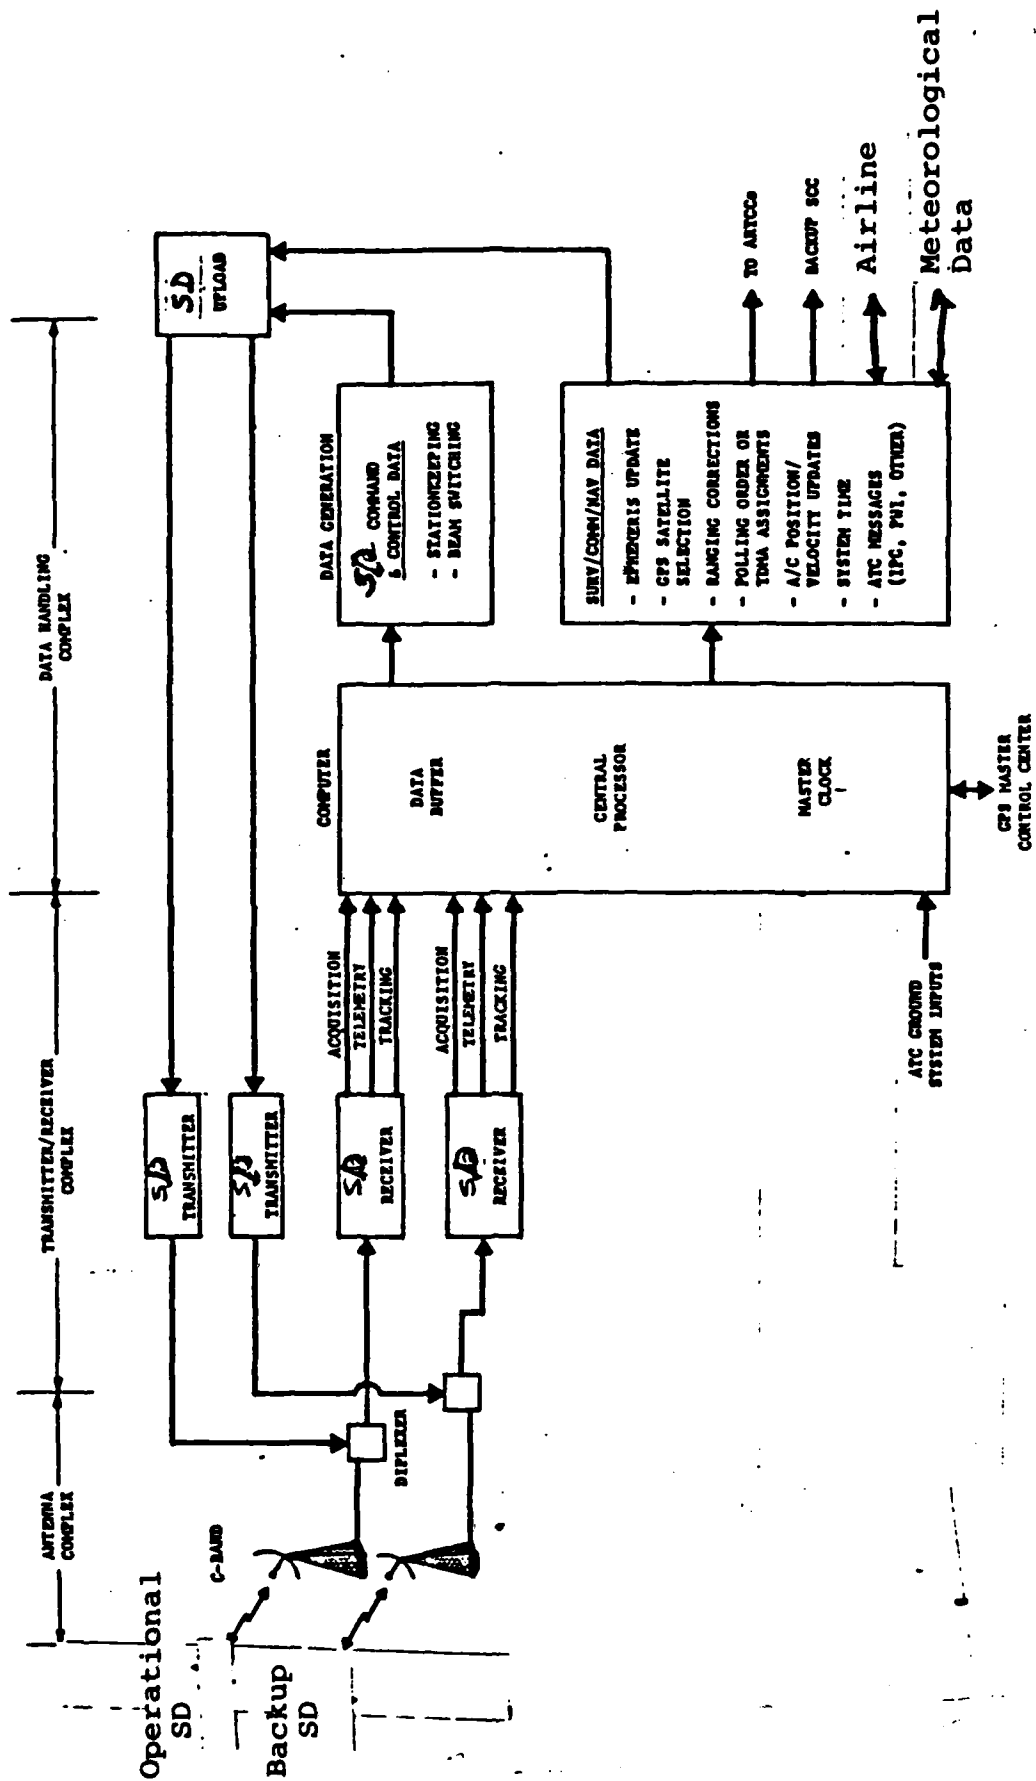 ANTENNA
COMPLEX
TRANSMITTER/RECEIVER
COMPLEX
DATA HANDLING
COMPLEX
Operational
SD
Backup
SD
C-BAND
DIPLEXER
S/D
TRANSMITTER
S/D
TRANSMITTER
S/D
RECEIVER
S/D
RECEIVER
ACQUISITION
TELEMETRY
TRACKING
ACQUISITION
TELEMETRY
TRACKING
COMPUTER
DATA
BUFFER
CENTRAL
PROCESSOR
MASTER
CLOCK
ATC GROUND
SYSTEM INPUTS
GPS MASTER
CONTROL CENTER
DATA GENERATION
S/D COMMAND
& CONTROL DATA
- STATIONKEEPING
- BEAM SWITCHING
SD
UPLOAD
SURV/COMM/NAV DATA
- EPHEMERIS UPDATE
- GPS SATELLITE
SELECTION
- RANGING CORRECTIONS
- POLLING ORDER OR
TDMA ASSIGNMENTS
- A/C POSITION/
VELOCITY UPDATES
- SYSTEM TIME
- ATC MESSAGES
(IPC, PWI, OTHER)
TO ARTCCs
BACKUP SCC
Airline
Meteorological
Data